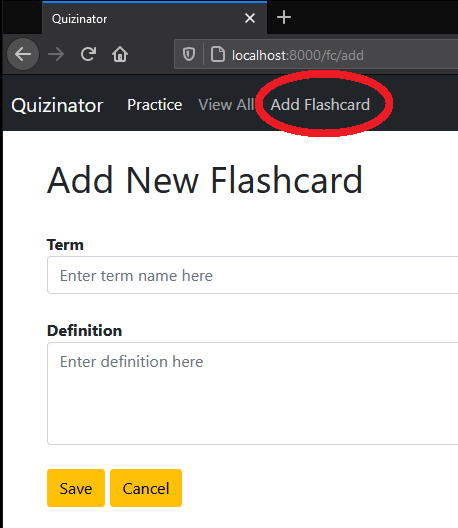 Quizinator
localhost:8000/fc/add
Quizinator Practice View All Add Flashcard
Add New Flashcard
Term
Enter term name here
Definition
Enter definition here
Save Cancel